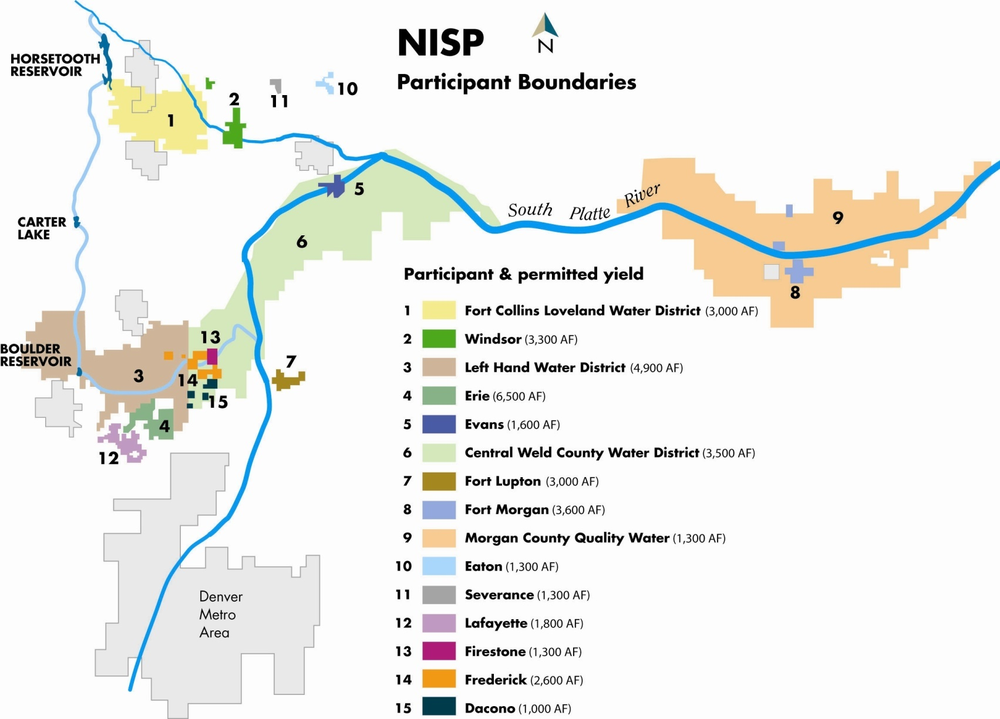 NISP
N
Participant Boundaries
HORSETOOTH
RESERVOIR
1
2
11
10
CARTER
LAKE
5
6
South Platte River
9
8
BOULDER
RESERVOIR
3
13
14
15
7
4
12
Denver
Metro
Area
Participant & permitted yield
1 Fort Collins Loveland Water District (3,000 AF)
2 Windsor (3,300 AF)
3 Left Hand Water District (4,900 AF)
4 Erie (6,500 AF)
5 Evans (1,600 AF)
6 Central Weld County Water District (3,500 AF)
7 Fort Lupton (3,000 AF)
8 Fort Morgan (3,600 AF)
9 Morgan County Quality Water (1,300 AF)
10 Eaton (1,300 AF)
11 Severance (1,300 AF)
12 Lafayette (1,800 AF)
13 Firestone (1,300 AF)
14 Frederick (2,600 AF)
15 Dacono (1,000 AF)